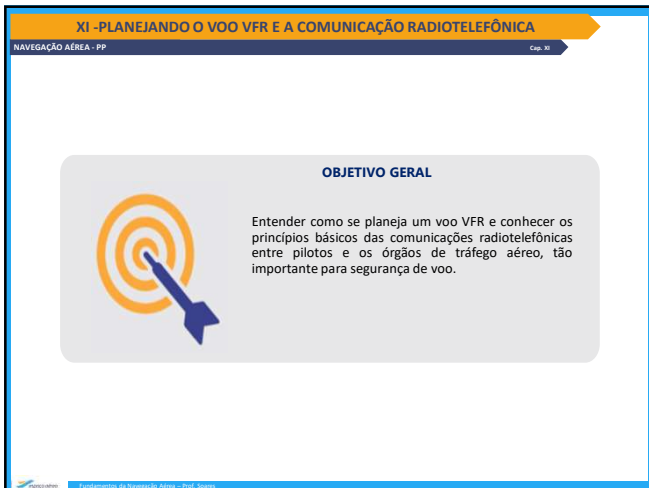 XI -PLANEJANDO O VOO VFR E A COMUNICAÇÃO RADIOTELEFÔNICA
NAVEGAÇÃO AÉREA - PP
Cap. XI
OBJETIVO GERAL
Entender como se planeja um voo VFR e conhecer os
princípios básicos das comunicações radiotelefônicas
entre pilotos e os órgãos de tráfego aéreo, tão
importante para segurança de voo.
Fundamentos da Navegação Aérea – Prof. Soares